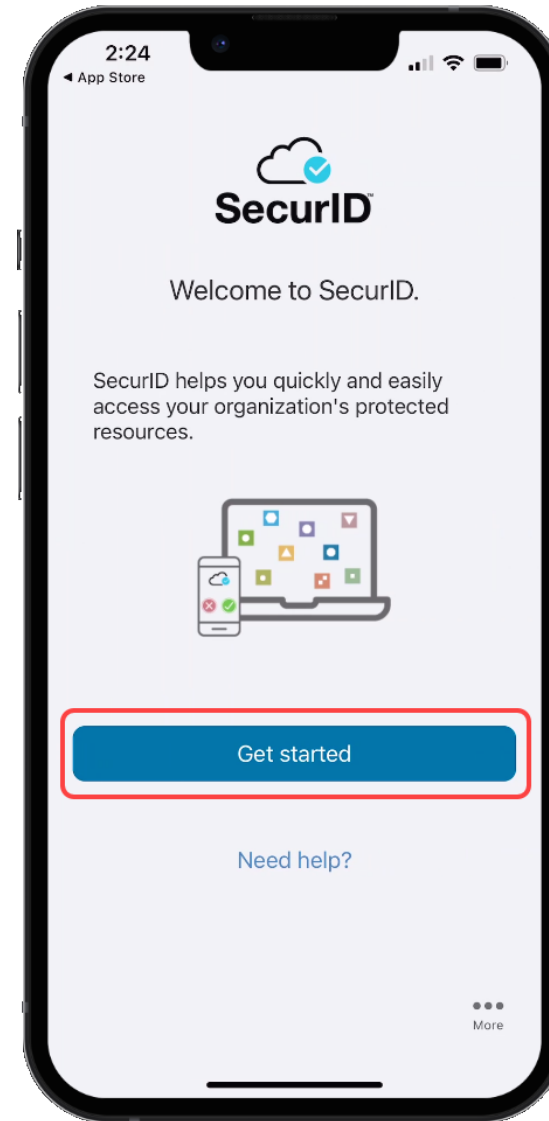 2:24
◀ App Store
SecurID™
Welcome to SecurID.
SecurID helps you quickly and easily
access your organization's protected
resources.
Get started
Need help?
More